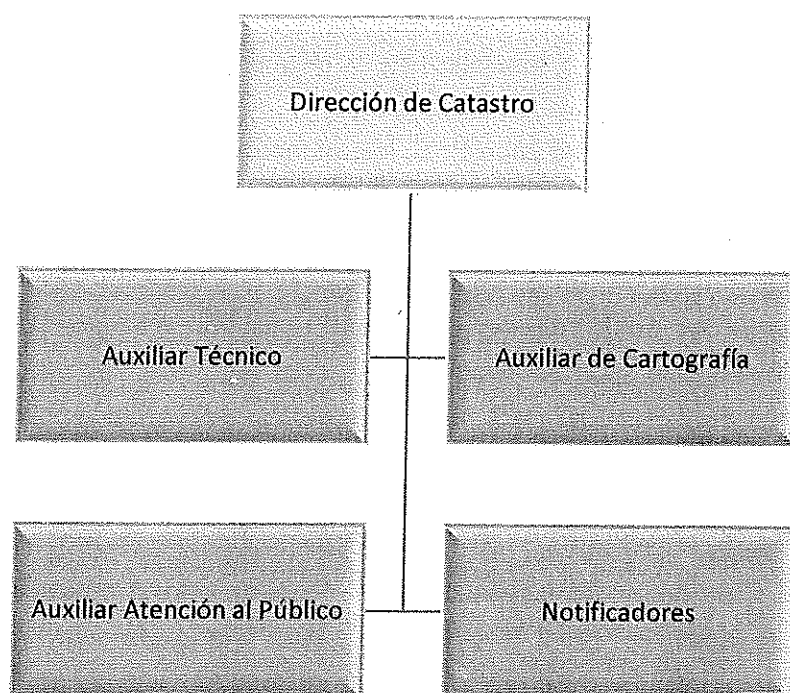 Dirección de Catastro
Auxiliar Técnico
Auxiliar de Cartografía
Auxiliar Atención al Público
Notificadores